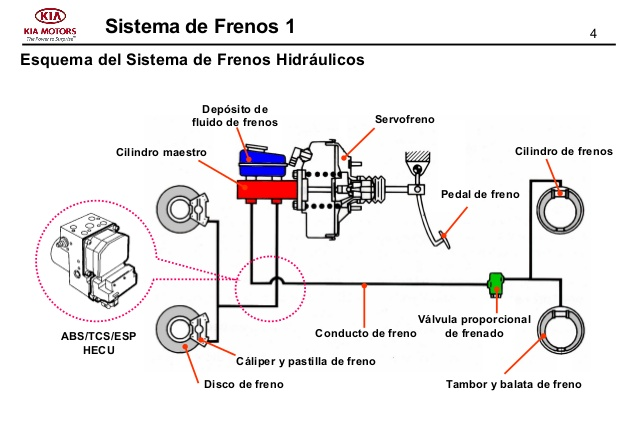 KIA
KIA MOTORS
The Power to Surprise™
Sistema de Frenos 1
4
Esquema del Sistema de Frenos Hidráulicos
Depósito de
fluido de frenos
Servofreno
Cilindro maestro
Cilindro de frenos
Pedal de freno
Válvula proporcional
de frenado
ABS/TCS/ESP
HECU
Conducto de freno
Cáliper y pastilla de freno
Disco de freno
Tambor y balata de freno